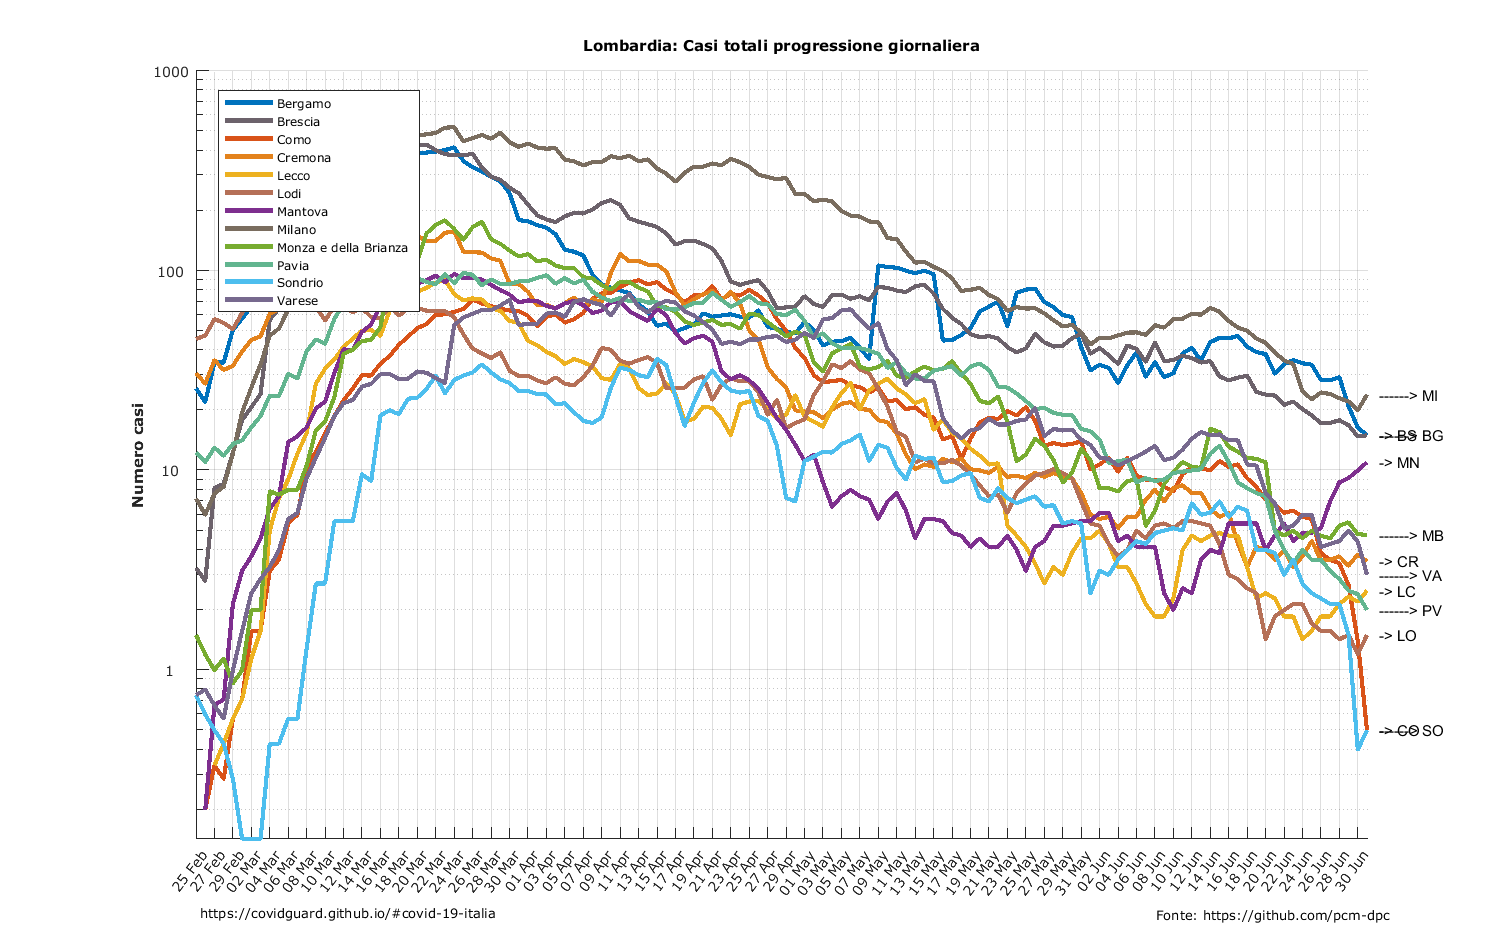 Lombardia: Casi totali progressione giornaliera
1000
100
10
1
Numero casi
Bergamo
Brescia
Como
Cremona
Lecco
Lodi
Mantova
Milano
Monza e della Brianza
Pavia
Sondrio
Varese
------> MI
-> BS
------> BG
-> MN
------> MB
-> CR
------> VA
-> LC
------> PV
-> LO
-> CO
------> SO
25 Feb
27 Feb
29 Feb
02 Mar
04 Mar
06 Mar
08 Mar
10 Mar
12 Mar
14 Mar
16 Mar
18 Mar
20 Mar
22 Mar
24 Mar
26 Mar
28 Mar
30 Mar
01 Apr
03 Apr
05 Apr
07 Apr
09 Apr
11 Apr
13 Apr
15 Apr
17 Apr
19 Apr
21 Apr
23 Apr
25 Apr
27 Apr
29 Apr
01 May
03 May
05 May
07 May
09 May
11 May
13 May
15 May
17 May
19 May
21 May
23 May
25 May
27 May
29 May
31 May
02 Jun
04 Jun
06 Jun
08 Jun
10 Jun
12 Jun
14 Jun
16 Jun
18 Jun
20 Jun
22 Jun
24 Jun
26 Jun
28 Jun
30 Jun
https://covidguard.github.io/#covid-19-italia
Fonte: https://github.com/pcm-dpc